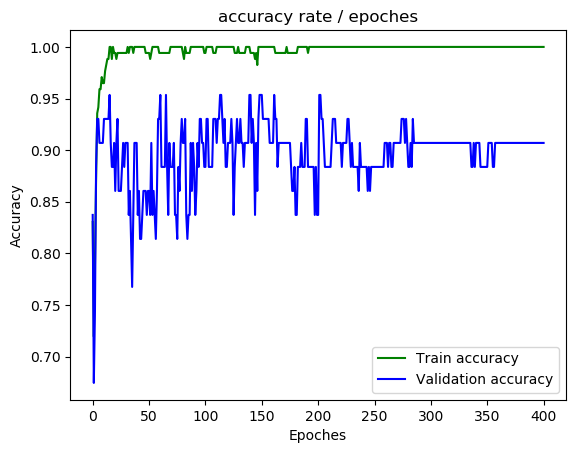 accuracy rate / epoches
1.00
0.95
0.90
0.85
0.80
0.75
0.70
Accuracy
Train accuracy
Validation accuracy
0 50 100 150 200 250 300 350 400
Epoches